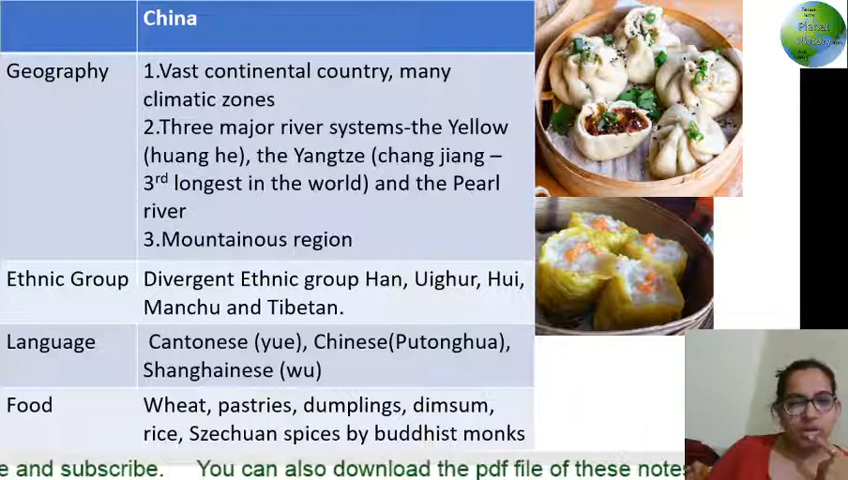 China
Geography
1.Vast continental country, many
climatic zones
2.Three major river systems-the Yellow
(huang he), the Yangtze (chang jiang –
3rd longest in the world) and the Pearl
river
3.Mountainous region
Ethnic Group
Divergent Ethnic group Han, Uighur, Hui,
Manchu and Tibetan.
Language
Cantonese (yue), Chinese(Putonghua),
Shanghainese (wu)
Food
Wheat, pastries, dumplings, dimsum,
rice, Szechuan spices by buddhist monks
e and subscribe. You can also download the pdf file of these notes